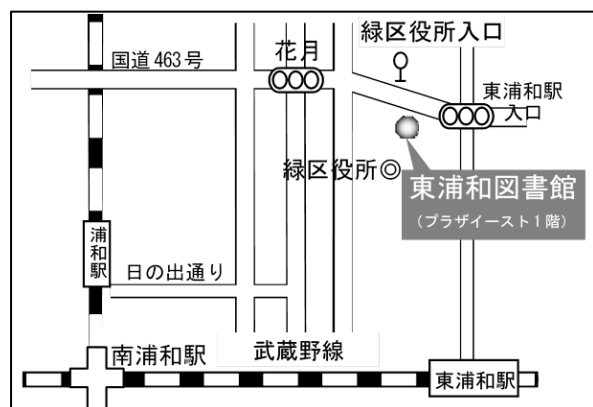 緑区役所入口
花月
国道463号
東浦和駅
入口
緑区役所◎
東浦和図書館
（プラザイースト1階）
浦和駅
日の出通り
南浦和駅
武蔵野線
東浦和駅